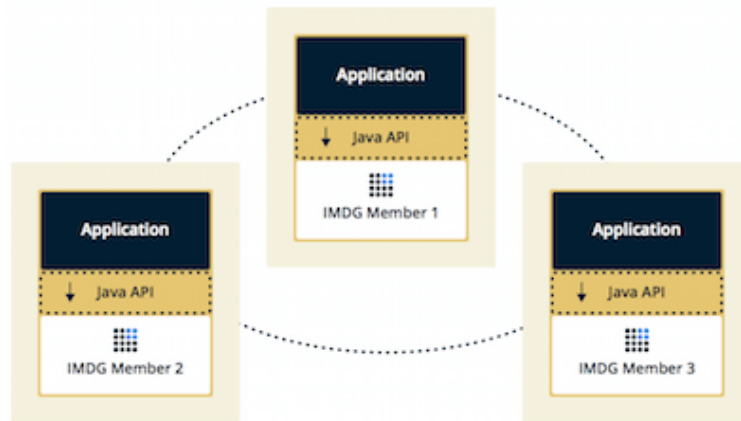 Application
Java API
IMDG Member 1
Application
Java API
IMDG Member 2
Application
Java API
IMDG Member 3